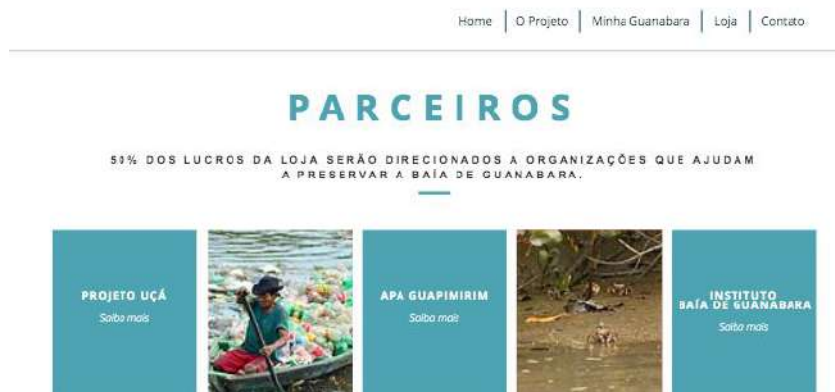 Home | O Projeto | Minha Guanabara | Loja | Contato
PARCEIROS
50% DOS LUCROS DA LOJA SERÃO DIRECIONADOS A ORGANIZAÇÕES QUE AJUDAM
A PRESERVAR A BAÍA DE GUANABARA.
PROJETO UÇÁ
Saiba mais
APA GUAPIMIRIM
Saiba mais
INSTITUTO
BAÍA DE GUANABARA
Saiba mais